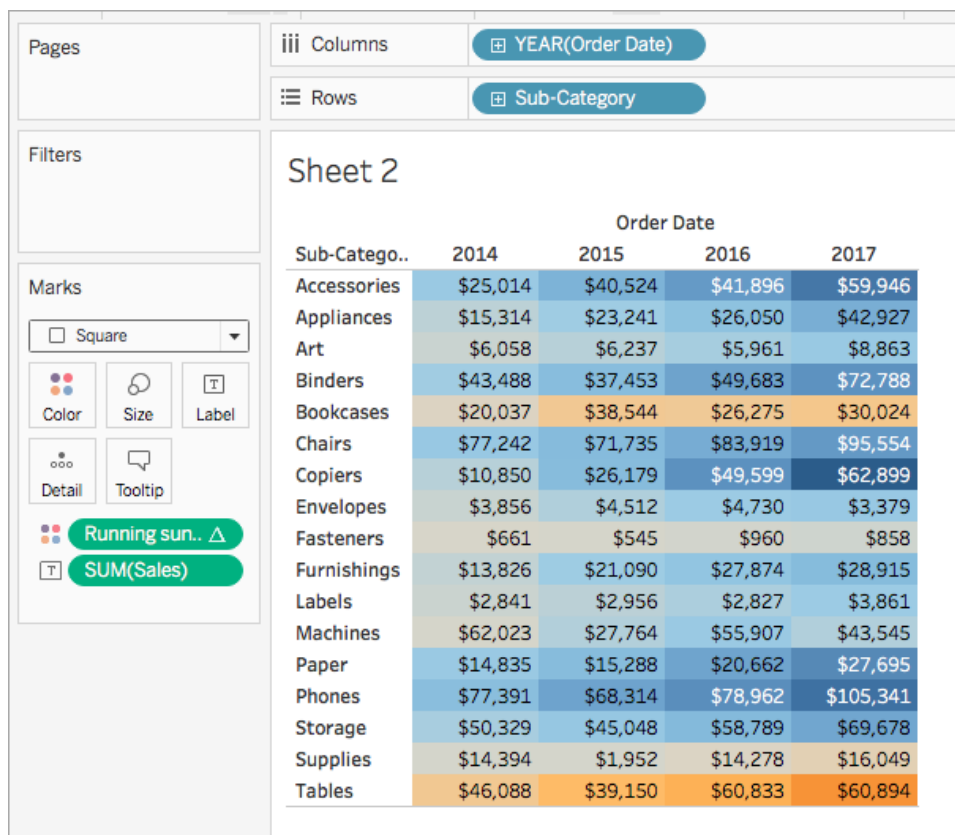 Pages
Columns
YEAR(Order Date)
Rows
Sub-Category
Filters
Marks
Square
Color Size Label
Detail Tooltip
Running sun.. Δ
SUM(Sales)
Sheet 2
Order Date
Sub-Catego.. 2014 2015 2016 2017
Accessories $25,014 $40,524 $41,896 $59,946
Appliances $15,314 $23,241 $26,050 $42,927
Art $6,058 $6,237 $5,961 $8,863
Binders $43,488 $37,453 $49,683 $72,788
Bookcases $20,037 $38,544 $26,275 $30,024
Chairs $77,242 $71,735 $83,919 $95,554
Copiers $10,850 $26,179 $49,599 $62,899
Envelopes $3,856 $4,512 $4,730 $3,379
Fasteners $661 $545 $960 $858
Furnishings $13,826 $21,090 $27,874 $28,915
Labels $2,841 $2,956 $2,827 $3,861
Machines $62,023 $27,764 $55,907 $43,545
Paper $14,835 $15,288 $20,662 $27,695
Phones $77,391 $68,314 $78,962 $105,341
Storage $50,329 $45,048 $58,789 $69,678
Supplies $14,394 $1,952 $14,278 $16,049
Tables $46,088 $39,150 $60,833 $60,894